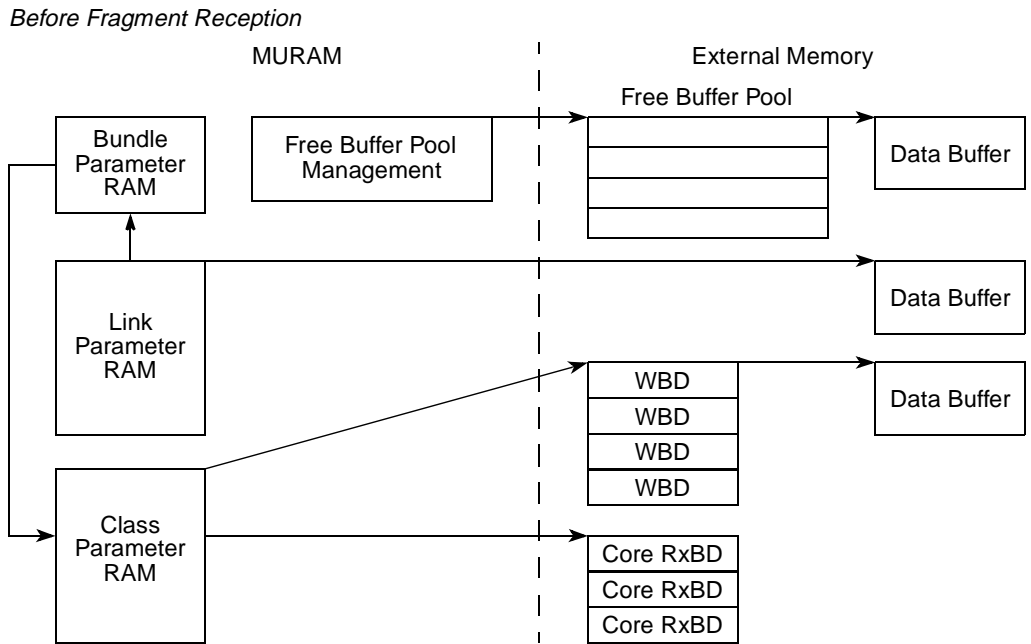 Before Fragment Reception
MURAM
External Memory
Free Buffer Pool
Bundle
Parameter
RAM
Free Buffer Pool
Management
Data Buffer
Link
Parameter
RAM
Data Buffer
WBD
WBD
WBD
WBD
Data Buffer
Class
Parameter
RAM
Core RxBD
Core RxBD
Core RxBD